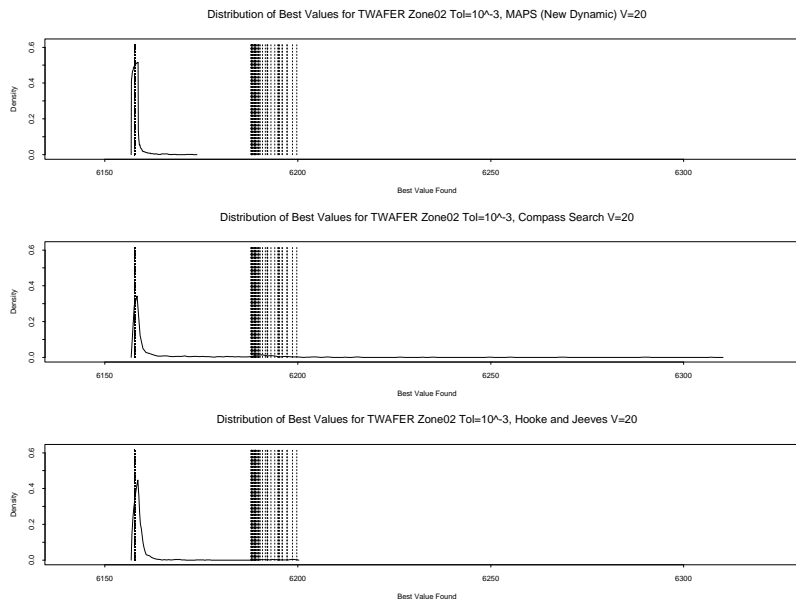 Distribution of Best Values for TWAFER Zone02 Tol=10^-3, MAPS (New Dynamic) V=20
Density
0.0 0.2 0.4 0.6
6150 6200 6250 6300
Best Value Found
Distribution of Best Values for TWAFER Zone02 Tol=10^-3, Compass Search V=20
Density
0.0 0.2 0.4 0.6
6150 6200 6250 6300
Best Value Found
Distribution of Best Values for TWAFER Zone02 Tol=10^-3, Hooke and Jeeves V=20
Density
0.0 0.2 0.4 0.6
6150 6200 6250 6300
Best Value Found